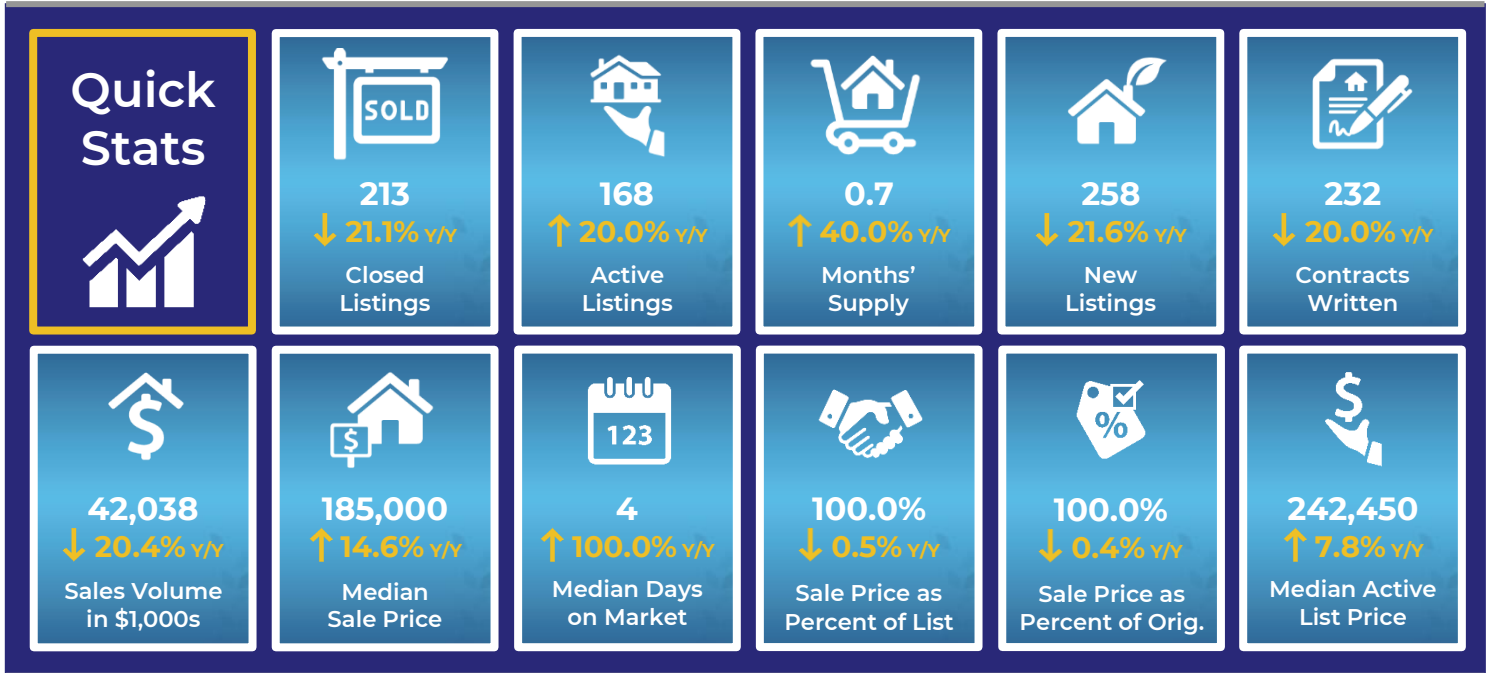 Quick
Stats
SOLD
213
↓ 21.1% Y/Y
Closed
Listings
168
↑ 20.0% Y/Y
Active
Listings
0.7
↑ 40.0% Y/Y
Months’
Supply
258
↓ 21.6% Y/Y
New
Listings
232
↓ 20.0% Y/Y
Contracts
Written
$
42,038
↓ 20.4% Y/Y
Sales Volume
in $1,000s
$
185,000
↑ 14.6% Y/Y
Median
Sale Price
123
4
↑ 100.0% Y/Y
Median Days
on Market
100.0%
↓ 0.5% Y/Y
Sale Price as
Percent of List
%
100.0%
↓ 0.4% Y/Y
Sale Price as
Percent of Orig.
$
242,450
↑ 7.8% Y/Y
Median Active
List Price